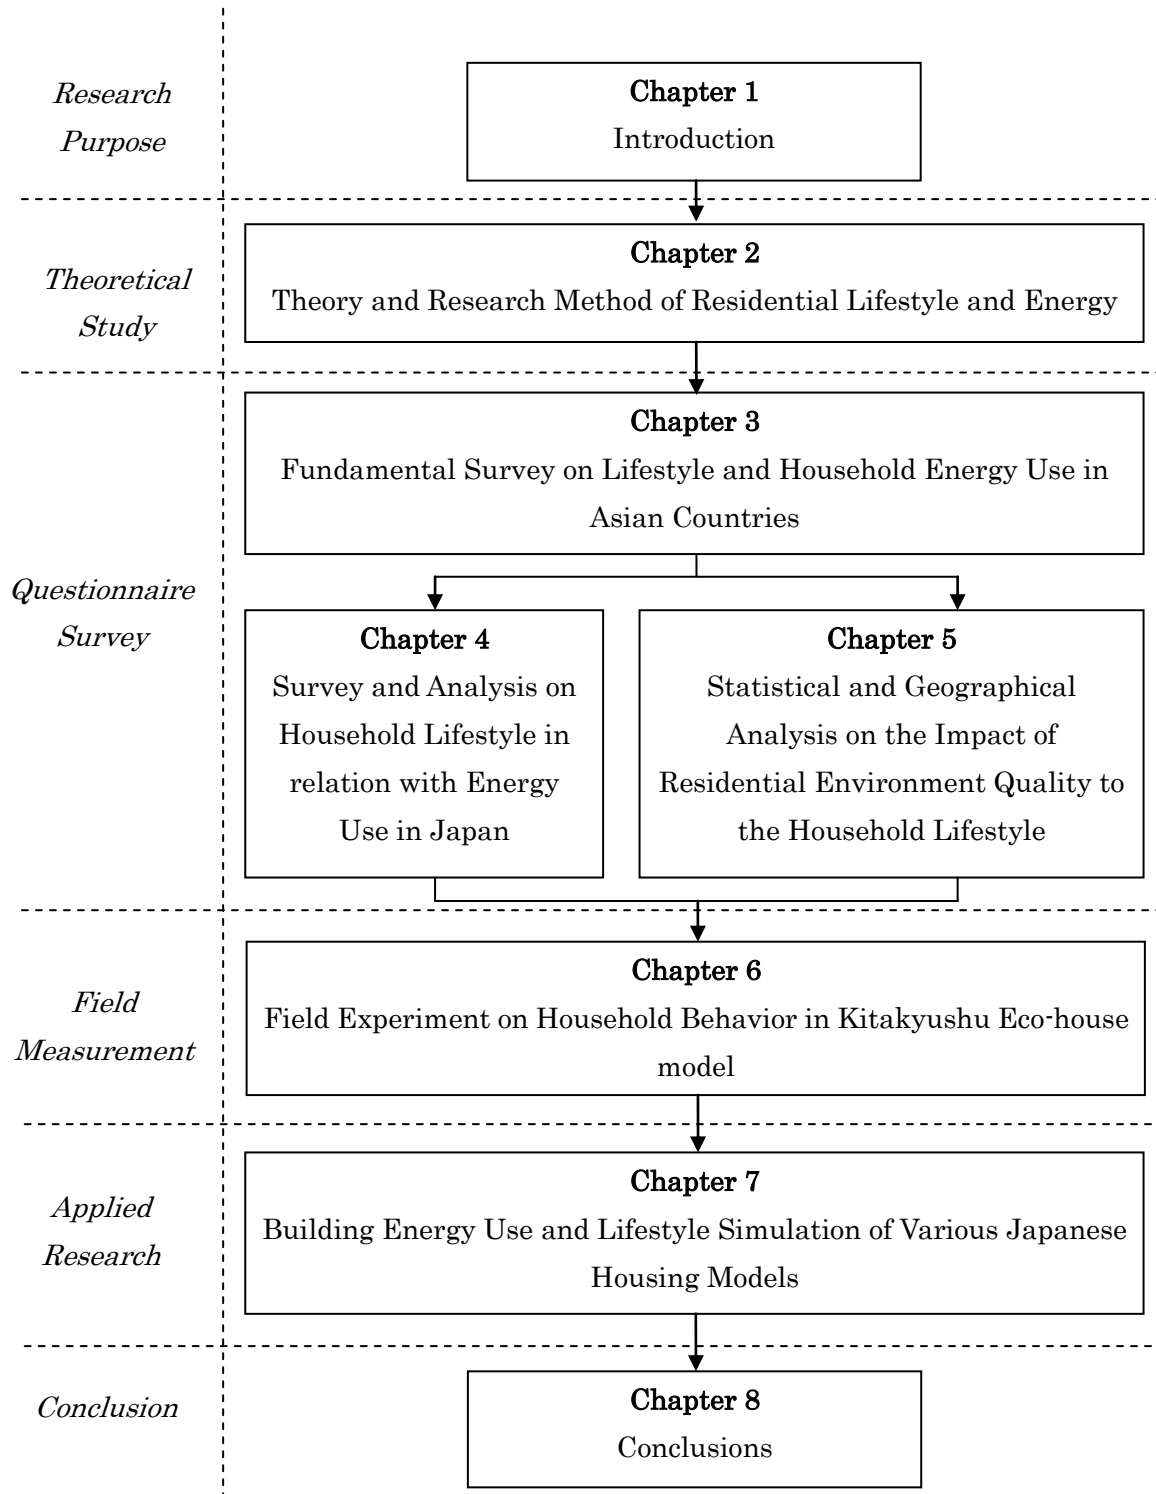 Research
Purpose
Chapter 1
Introduction
Theoretical
Study
Chapter 2
Theory and Research Method of Residential Lifestyle and Energy
Questionnaire
Survey
Chapter 3
Fundamental Survey on Lifestyle and Household Energy Use in
Asian Countries
Chapter 4
Survey and Analysis on
Household Lifestyle in
relation with Energy
Use in Japan
Chapter 5
Statistical and Geographical
Analysis on the Impact of
Residential Environment Quality to
the Household Lifestyle
Field
Measurement
Chapter 6
Field Experiment on Household Behavior in Kitakyushu Eco-house
model
Applied
Research
Chapter 7
Building Energy Use and Lifestyle Simulation of Various Japanese
Housing Models
Conclusion
Chapter 8
Conclusions